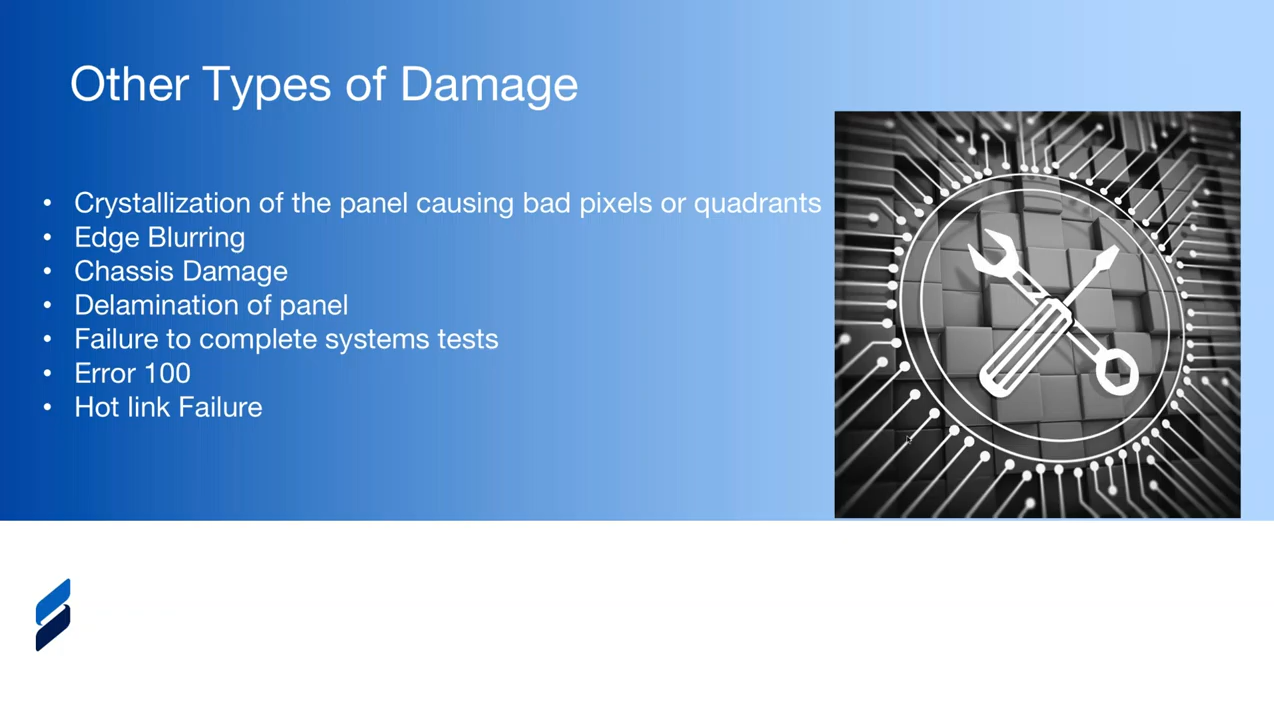 Other Types of Damage
• Crystallization of the panel causing bad pixels or quadrants
• Edge Blurring
• Chassis Damage
• Delamination of panel
• Failure to complete systems tests
• Error 100
• Hot link Failure